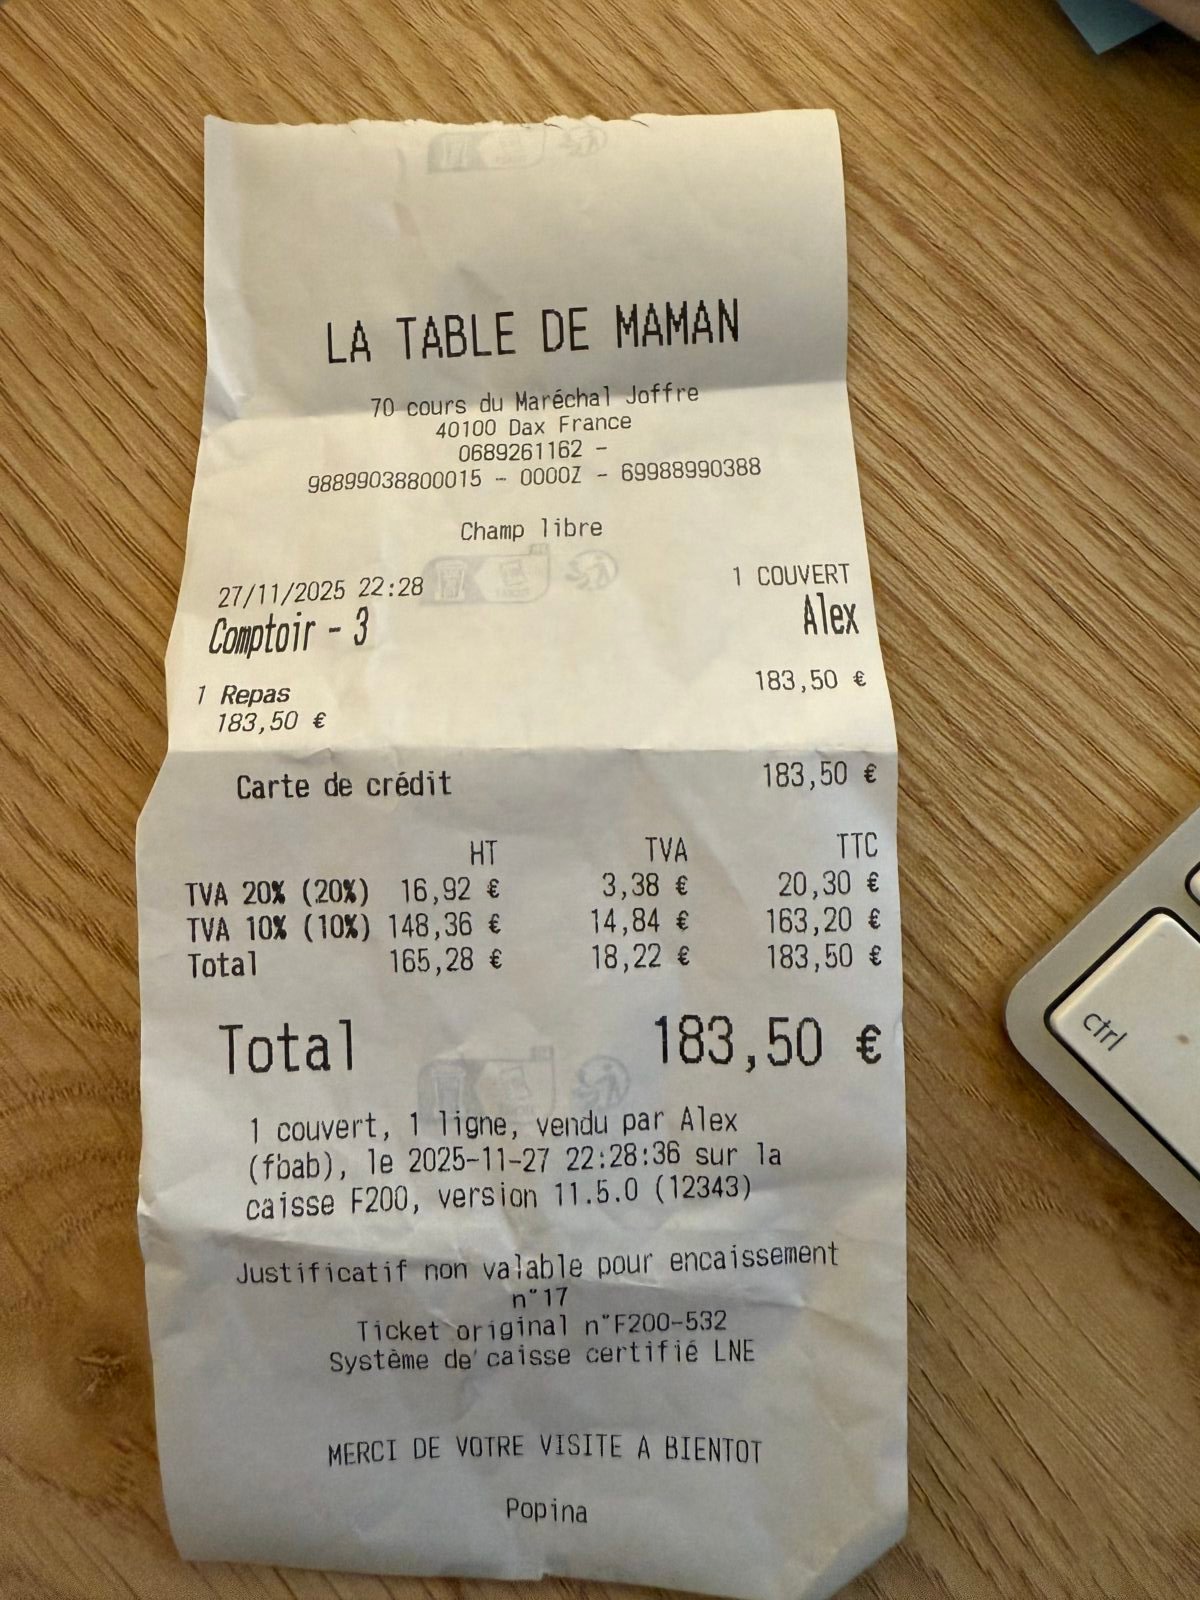 LA TABLE DE MAMAN
70 cours du Maréchal Joffre
40100 Dax France
0689261162 -
98899038800015 - 0000Z - 69988990388
Champ libre
27/11/2025 22:28 1 COUVERT
Comptoir - 3 Alex
1 Repas 183,50 €
183,50 €
Carte de crédit 183,50 €
HT TVA TTC
TVA 20% (20%) 16,92 € 3,38 € 20,30 €
TVA 10% (10%) 148,36 € 14,84 € 163,20 €
Total 165,28 € 18,22 € 183,50 €
Total 183,50 €
1 couvert, 1 ligne, vendu par Alex
(fbab), le 2025-11-27 22:28:36 sur la
caisse F200, version 11.5.0 (12343)
Justificatif non valable pour encaissement
n°17
Ticket original n°F200-532
Système de caisse certifié LNE
MERCI DE VOTRE VISITE A BIENTOT
Popina
ctrl